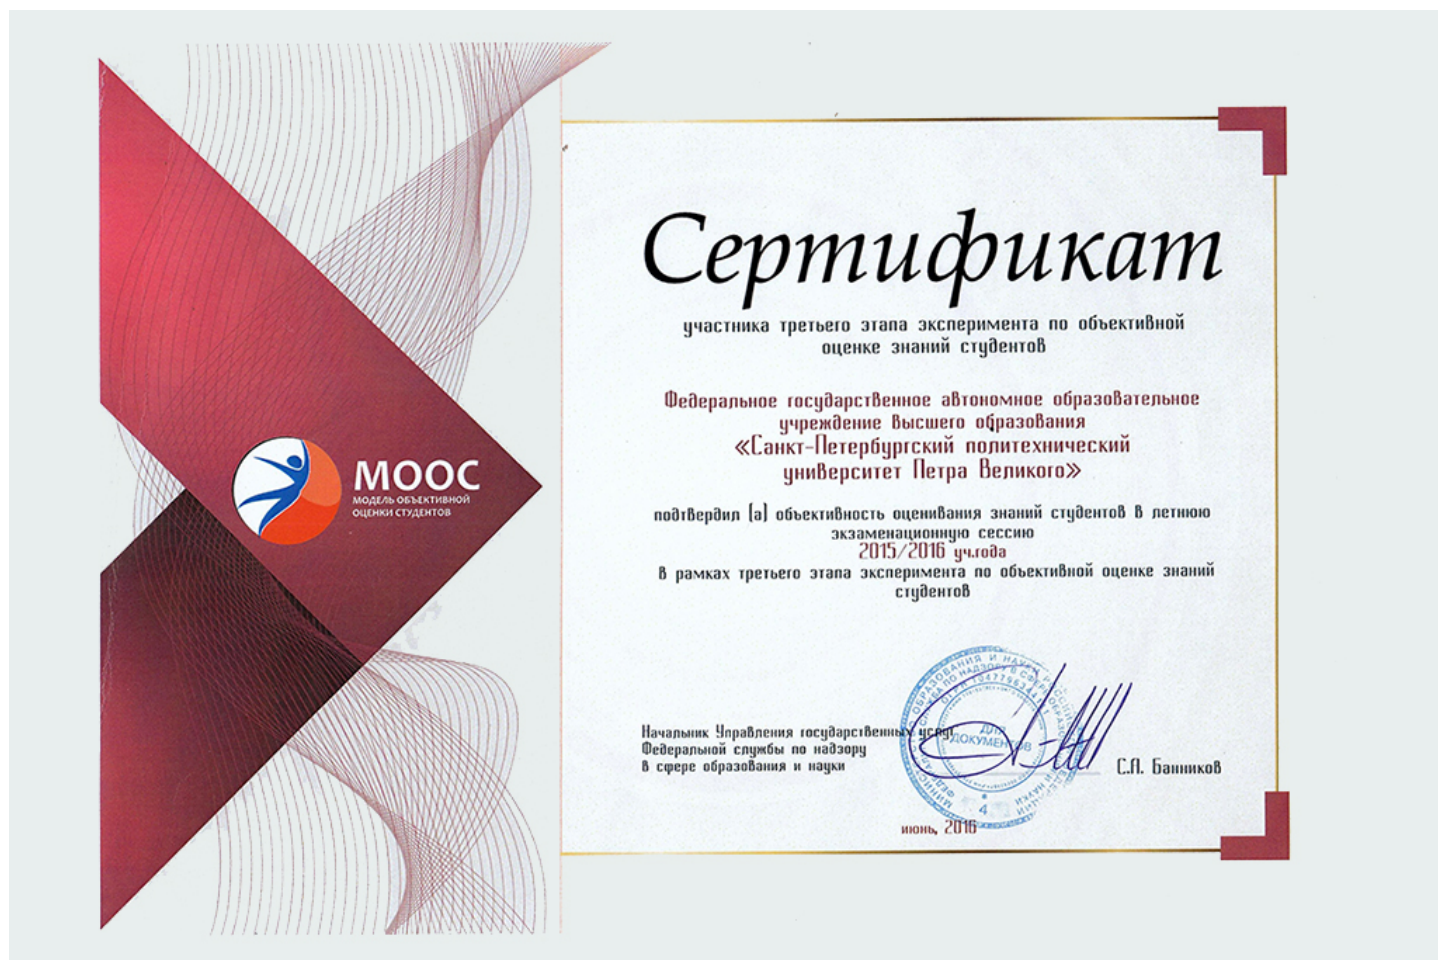 МООС
МОДЕЛЬ ОБЪЕКТИВНОЙ
ОЦЕНКИ СТУДЕНТОВ
Сертификат
участника третьего этапа эксперимента по объективной
оценке знаний студентов
Федеральное государственное автономное образовательное
учреждение высшего образования
«Санкт-Петербургский политехнический
университет Петра Великого»
подтвердил (а) объективность оценивания знаний студентов в летнюю
экзаменационную сессию
2015/2016 уч.года
в рамках третьего этапа эксперимента по объективной оценке знаний
студентов
Начальник Управления государственных услуг
Федеральной службы по надзору
в сфере образования и науки
ДЛЯ
ДОКУМЕНТОВ
4
С.А. Банников
июнь, 2016